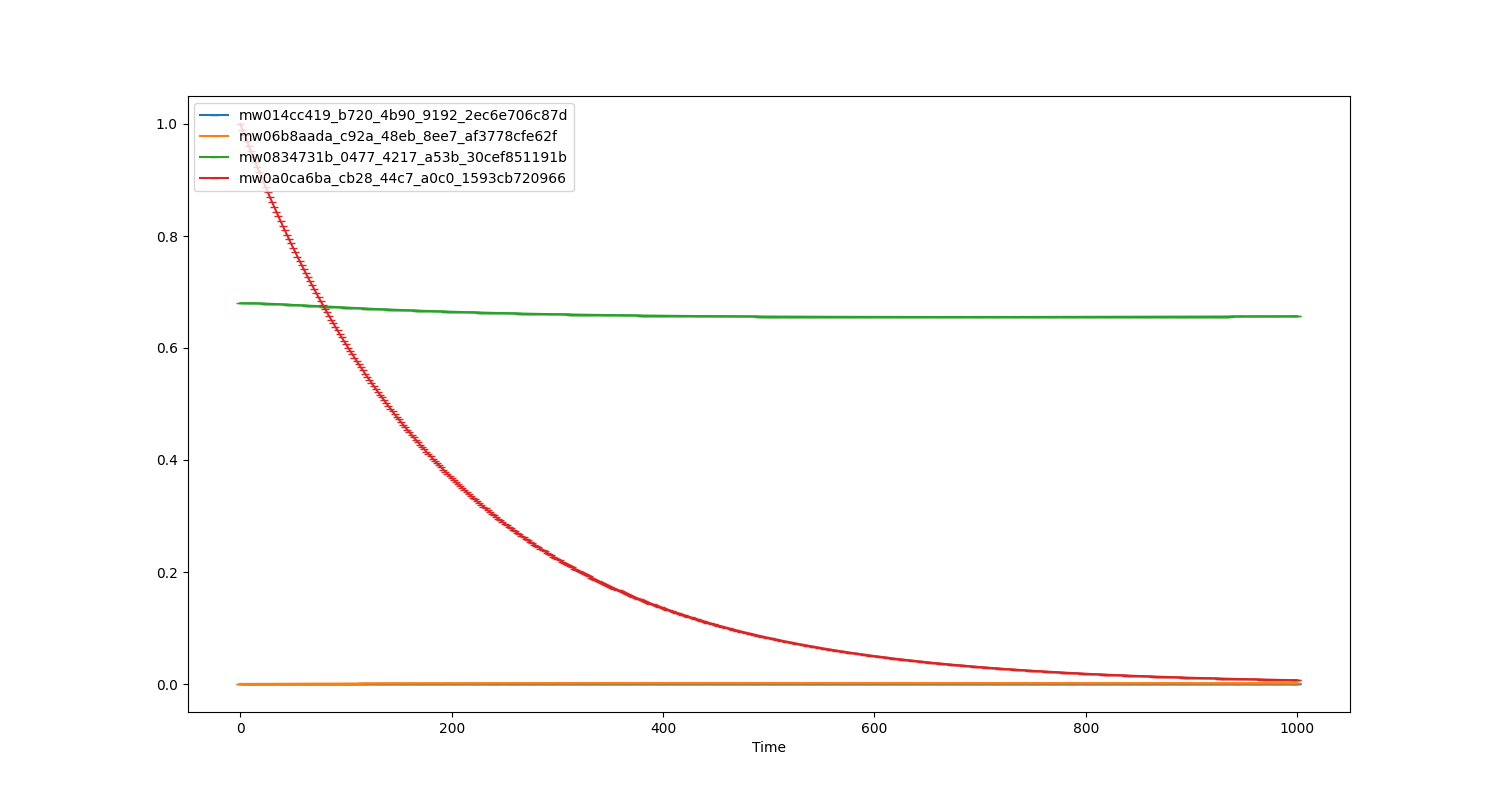 mw014cc419_b720_4b90_9192_2ec6e706c87d
mw06b8aada_c92a_48eb_8ee7_af3778cfe62f
mw0834731b_0477_4217_a53b_30cef851191b
mw0a0ca6ba_cb28_44c7_a0c0_1593cb720966
1.0
0.8
0.6
0.4
0.2
0.0
0 200 400 600 800 1000
Time